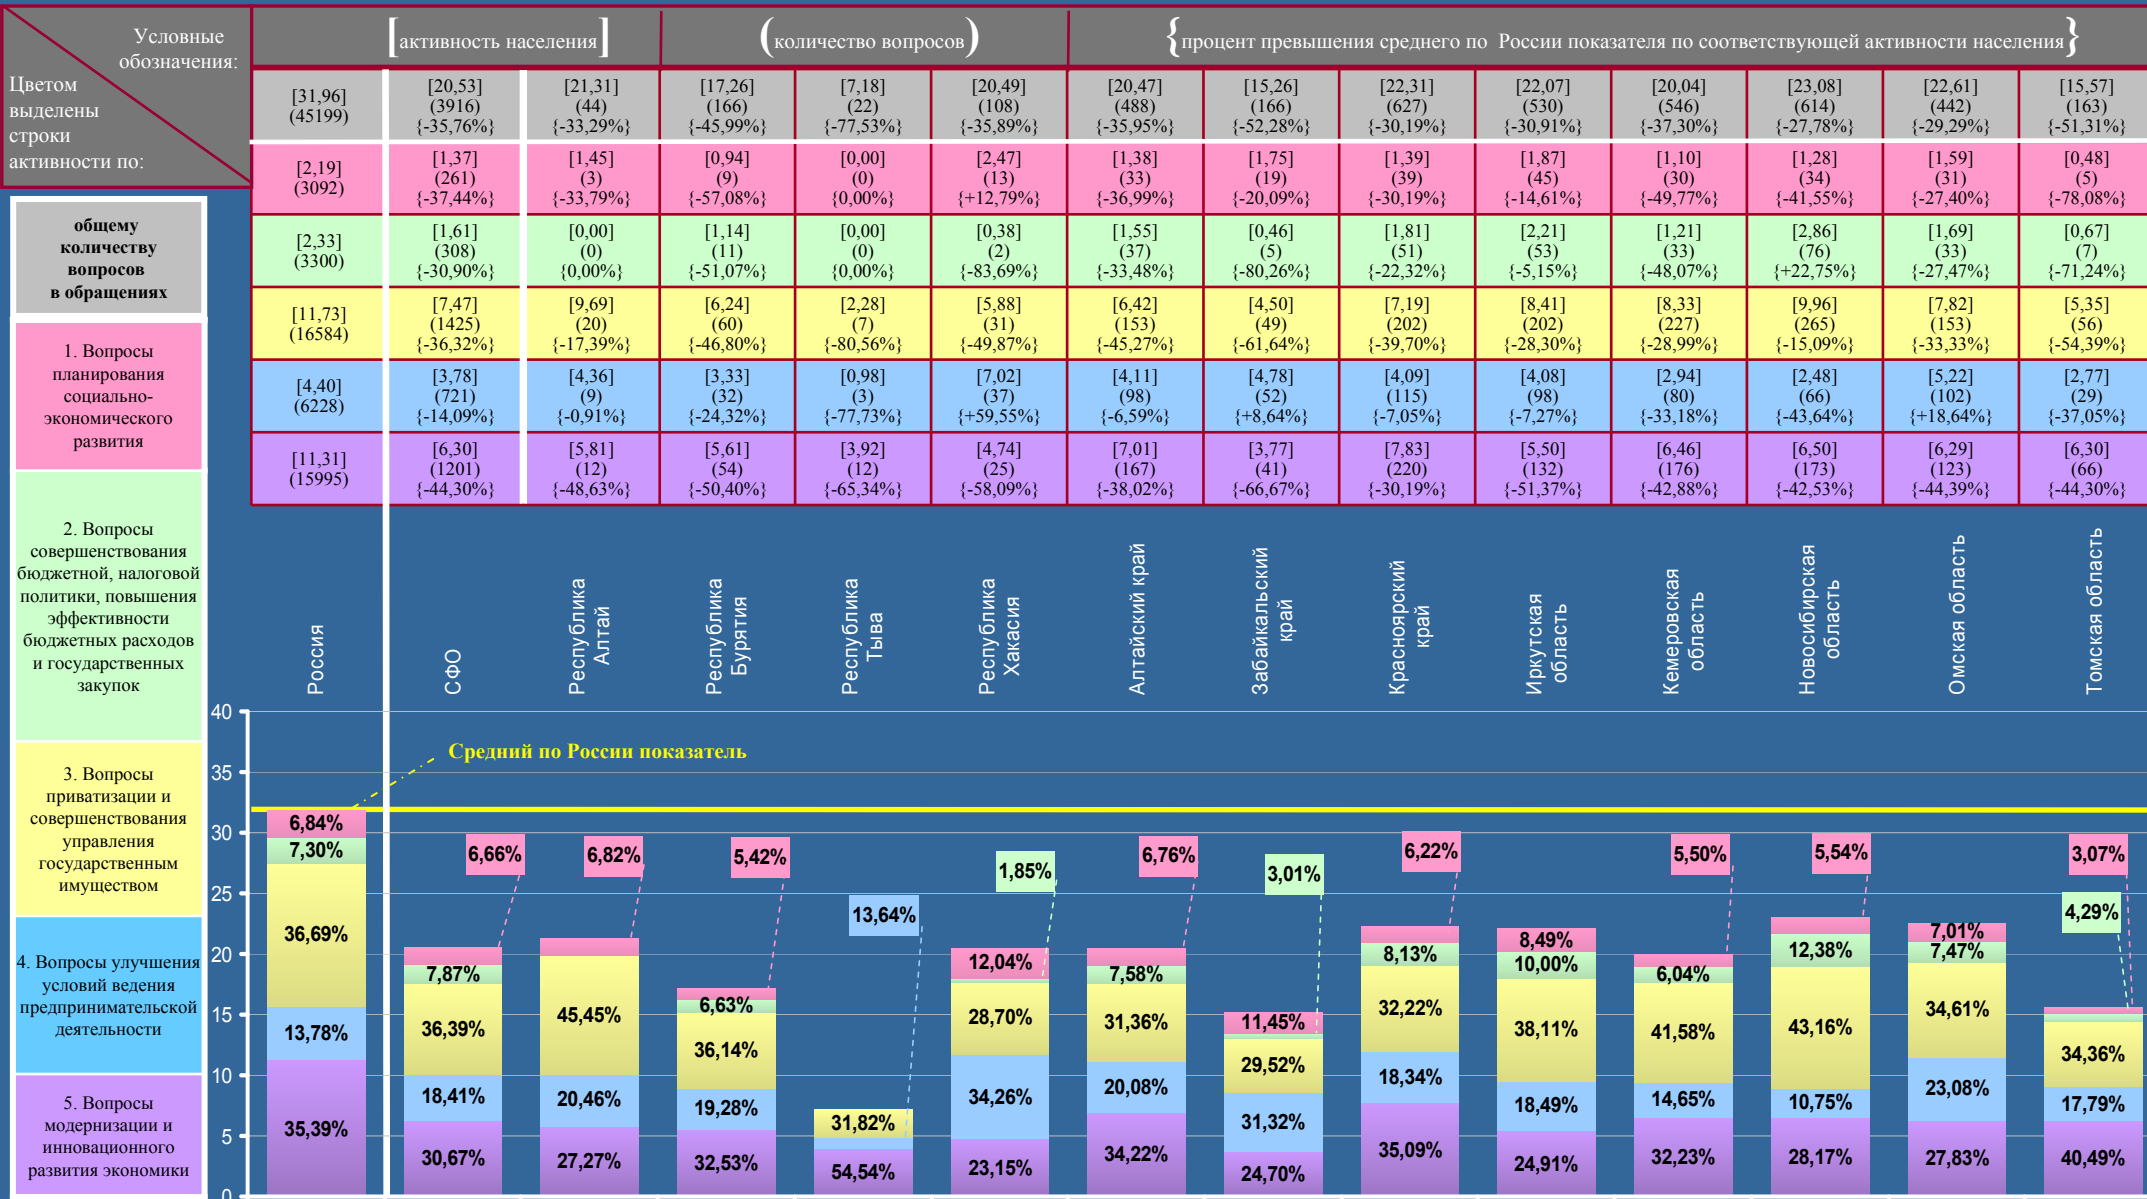 Условные
обозначения:
Цветом
выделены
строки
активности по:
[активность населения]
(количество вопросов)
{процент превышения среднего по России показателя по соответствующей активности населения}
[31,96] [20,53] [21,31] [17,26] [7,18] [20,49] [20,47] [15,26] [22,31] [22,07] [20,04] [23,08] [22,61] [15,57]
(45199) (3916) (44) (166) (22) (108) (488) (166) (627) (530) (546) (614) (442) (163)
{-35,76%} {-33,29%} {-45,99%} {-77,53%} {-35,89%} {-35,95%} {-52,28%} {-30,19%} {-30,91%} {-37,30%} {-27,78%} {-29,29%} {-51,31%}
[2,19] [1,37] [1,45] [0,94] [0,00] [2,47] [1,38] [1,75] [1,39] [1,87] [1,10] [1,28] [1,59] [0,48]
(3092) (261) (3) (9) (0) (13) (33) (19) (39) (45) (30) (34) (31) (5)
{-37,44%} {-33,79%} {-57,08%} {0,00%} {+12,79%} {-36,99%} {-20,09%} {-30,19%} {-14,61%} {-49,77%} {-41,55%} {-27,40%} {-78,08%}
[2,33] [1,61] [0,00] [1,14] [0,00] [0,38] [1,55] [0,46] [1,81] [2,21] [1,21] [2,86] [1,69] [0,67]
(3300) (308) (0) (11) (0) (2) (37) (5) (51) (53) (33) (76) (33) (7)
{-30,90%} {0,00%} {-51,07%} {0,00%} {-83,69%} {-33,48%} {-80,26%} {-22,32%} {-5,15%} {-48,07%} {+22,75%} {-27,47%} {-71,24%}
[11,73] [7,47] [9,69] [6,24] [2,28] [5,88] [6,42] [4,50] [7,19] [8,41] [8,33] [9,96] [7,82] [5,35]
(16584) (1425) (20) (60) (7) (31) (153) (49) (202) (202) (227) (265) (153) (56)
{-36,32%} {-17,39%} {-46,80%} {-80,56%} {-49,87%} {-45,27%} {-61,64%} {-39,70%} {-28,30%} {-28,99%} {-15,09%} {-33,33%} {-54,39%}
[4,40] [3,78] [4,36] [3,33] [0,98] [7,02] [4,11] [4,78] [4,09] [4,08] [2,94] [2,48] [5,22] [2,77]
(6228) (721) (9) (32) (3) (37) (98) (52) (115) (98) (80) (66) (102) (29)
{-14,09%} {-0,91%} {-24,32%} {-77,73%} {+59,55%} {-6,59%} {+8,64%} {-7,05%} {-7,27%} {-33,18%} {-43,64%} {+18,64%} {-37,05%}
[11,31] [6,30] [5,81] [5,61] [3,92] [4,74] [7,01] [3,77] [7,83] [5,50] [6,46] [6,50] [6,29] [6,30]
(15995) (1201) (12) (54) (12) (25) (167) (41) (220) (132) (176) (173) (123) (66)
{-44,30%} {-48,63%} {-50,40%} {-65,34%} {-58,09%} {-38,02%} {-66,67%} {-30,19%} {-51,37%} {-42,88%} {-42,53%} {-44,39%} {-44,30%}
общему
количеству
вопросов
в обращениях
1. Вопросы
планирования
социально-
экономического
развития
2. Вопросы
совершенствования
бюджетной, налоговой
политики, повышения
эффективности
бюджетных расходов
и государственных
закупок
3. Вопросы
приватизации и
совершенствования
управления
государственным
имуществом
4. Вопросы улучшения
условий ведения
предпринимательской
деятельности
5. Вопросы
модернизации и
инновационного
развития экономики
Россия
СФО
Республика
Алтай
Республика
Бурятия
Республика
Тыва
Республика
Хакасия
Алтайский край
Забайкальский
край
Красноярский
край
Иркутская
область
Кемеровская
область
Новосибирская
область
Омская область
Томская область
40
35
30
25
20
15
10
5
0
Средний по России показатель
6,84%
7,30%
36,69%
13,78%
35,39%
6,66%
7,87%
36,39%
18,41%
30,67%
6,82%
45,45%
20,46%
27,27%
5,42%
6,63%
36,14%
19,28%
32,53%
13,64%
31,82%
54,54%
1,85%
12,04%
28,70%
34,26%
23,15%
6,76%
7,58%
31,36%
20,08%
34,22%
3,01%
11,45%
29,52%
31,32%
24,70%
6,22%
8,13%
32,22%
18,34%
35,09%
8,49%
10,00%
38,11%
18,49%
24,91%
5,50%
6,04%
41,58%
14,65%
32,23%
5,54%
12,38%
43,16%
10,75%
28,17%
7,01%
7,47%
34,61%
23,08%
27,83%
3,07%
4,29%
34,36%
17,79%
40,49%